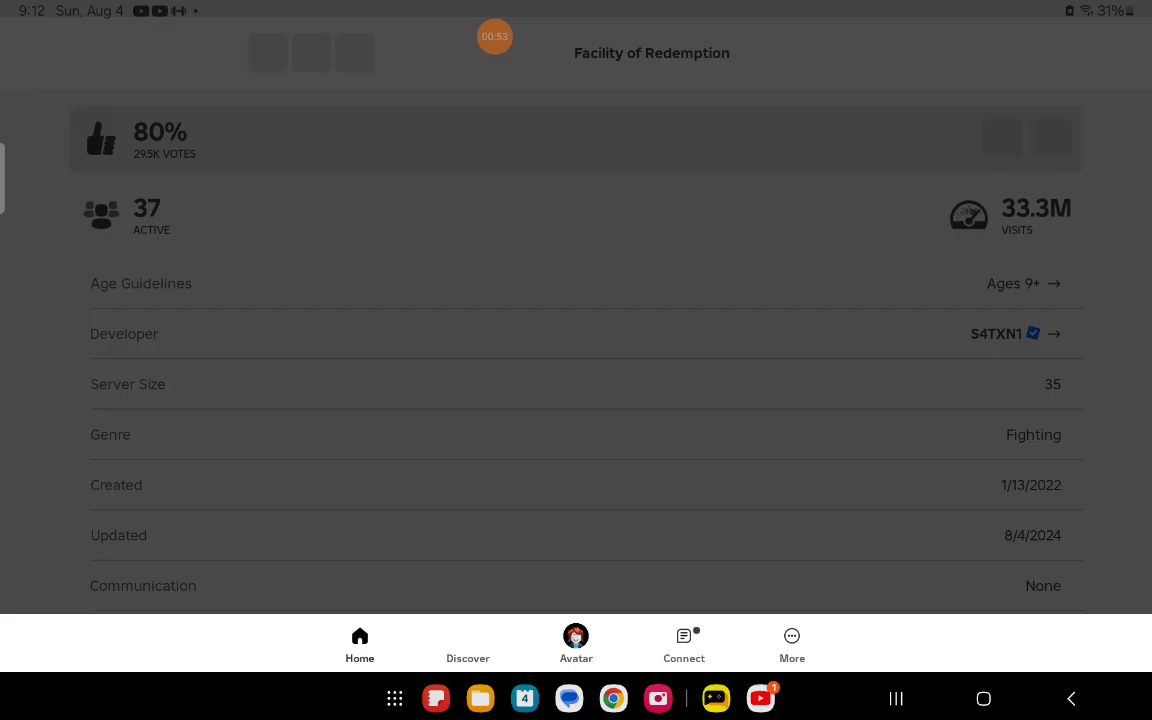 9:12 Sun, Aug 4 31%
00:53
Facility of Redemption
80%
29.5K VOTES
37
ACTIVE
33.3M
VISITS
Age Guidelines Ages 9+ →
Developer S4TXN1 →
Server Size 35
Genre Fighting
Created 1/13/2022
Updated 8/4/2024
Communication None
Home Discover Avatar Connect More
4
1